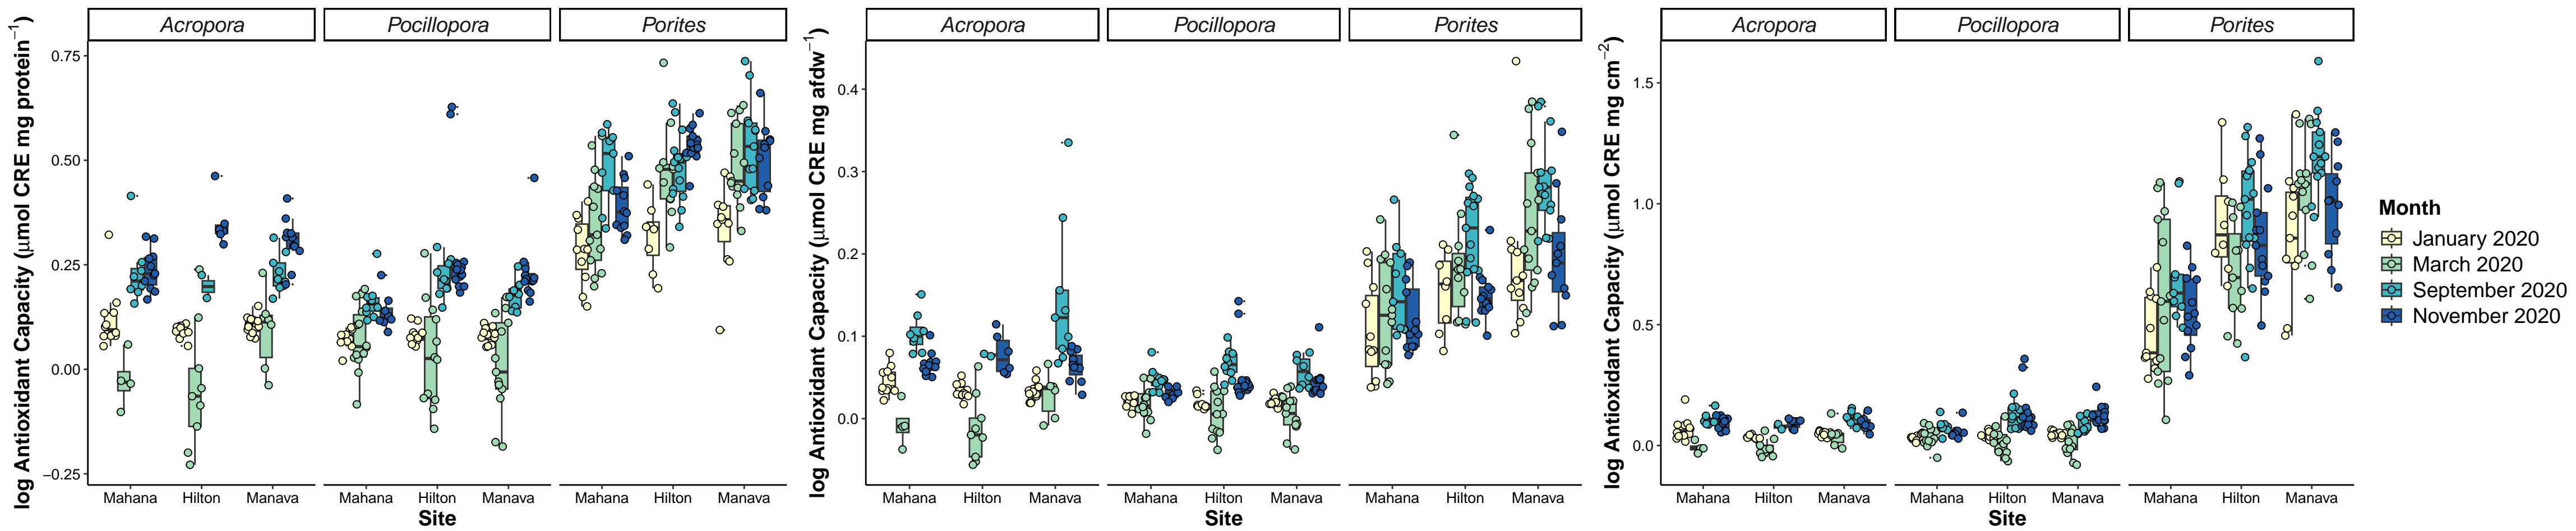 log Antioxidant Capacity (μmol CRE mg protein⁻¹)
Acropora Pocillopora Porites
0.75
0.50
0.25
0.00
−0.25
Mahana Hilton Manava Mahana Hilton Manava Mahana Hilton Manava
Site
log Antioxidant Capacity (μmol CRE mg afdw⁻¹)
Acropora Pocillopora Porites
0.4
0.3
0.2
0.1
0.0
Mahana Hilton Manava Mahana Hilton Manava Mahana Hilton Manava
Site
log Antioxidant Capacity (μmol CRE mg cm⁻²)
Acropora Pocillopora Porites
1.5
1.0
0.5
0.0
Mahana Hilton Manava Mahana Hilton Manava Mahana Hilton Manava
Site
Month
January 2020
March 2020
September 2020
November 2020